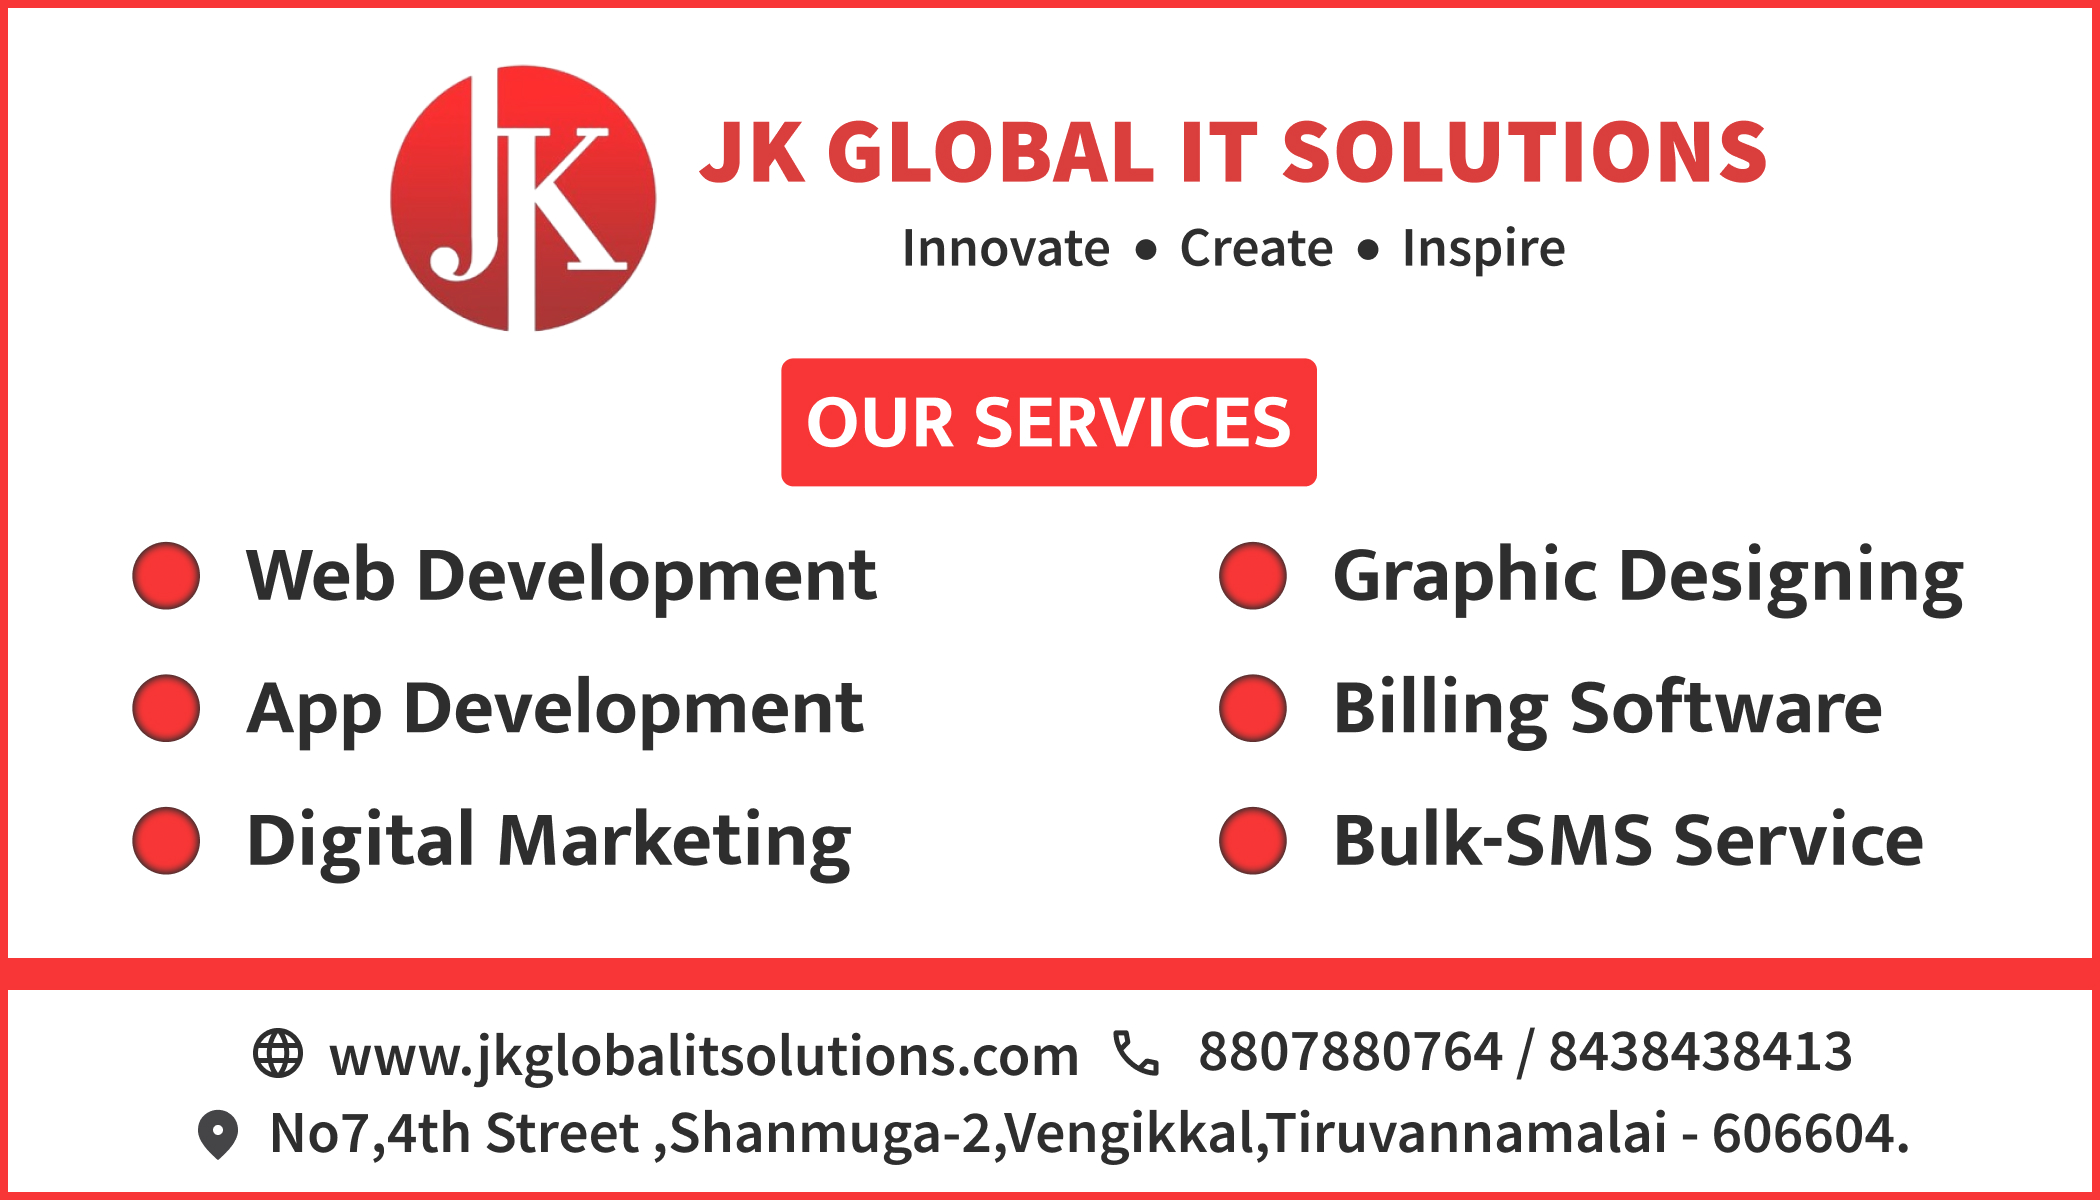 JK
JK GLOBAL IT SOLUTIONS
Innovate • Create • Inspire
OUR SERVICES
Web Development
App Development
Digital Marketing
Graphic Designing
Billing Software
Bulk-SMS Service
www.jkglobalitsolutions.com 8807880764 / 8438438413
No7,4th Street ,Shanmuga-2,Vengikkal,Tiruvannamalai - 606604.